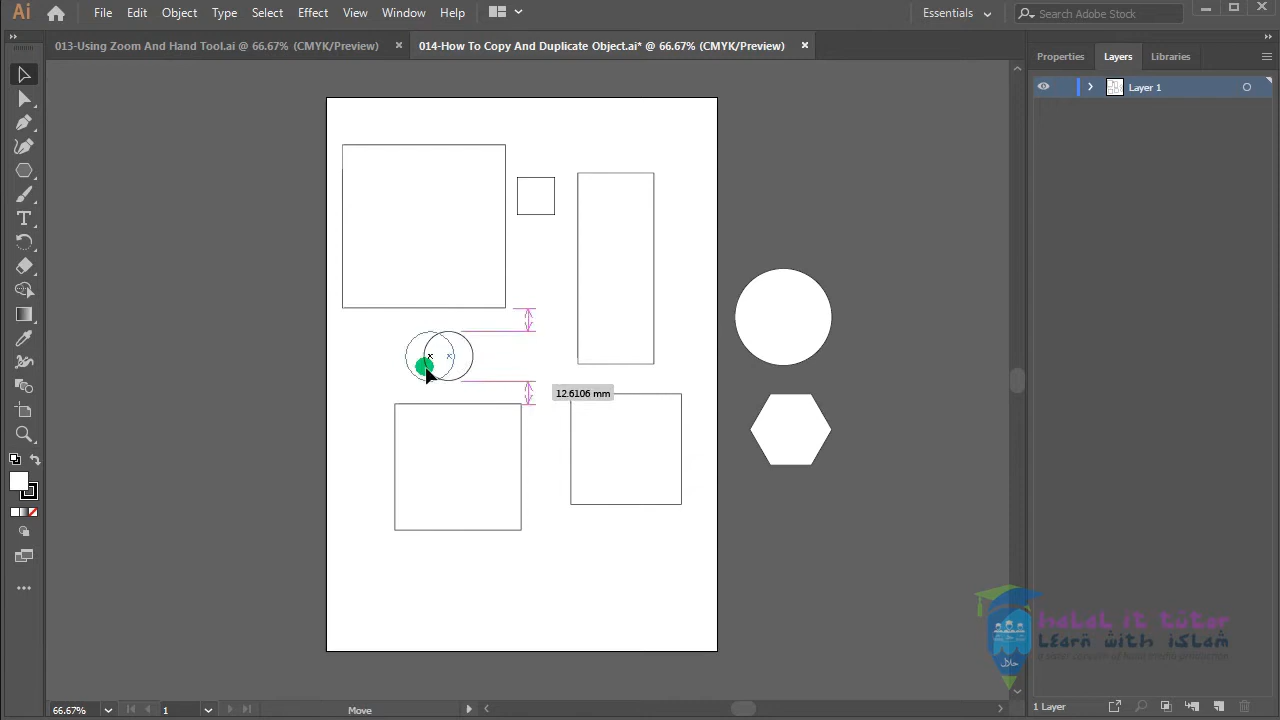 Ai File Edit Object Type Select Effect View Window Help Essentials Search Adobe Stock
013-Using Zoom And Hand Tool.ai @ 66.67% (CMYK/Preview) × 014-How To Copy And Duplicate Object.ai* @ 66.67% (CMYK/Preview) ×
Properties Layers Libraries
Layer 1
12.6106 mm
halal it tutor
Learn with islam
حلال
66.67% 1 Move 1 Layer